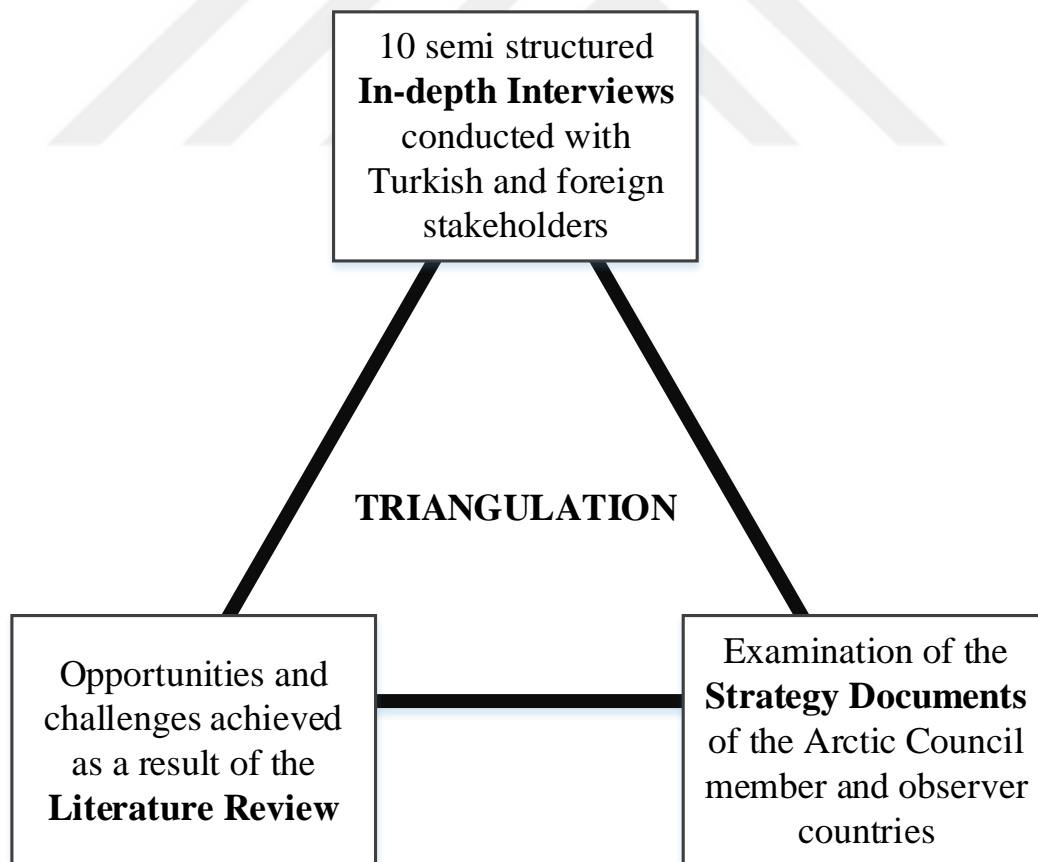 10 semi structured
In-depth Interviews
conducted with
Turkish and foreign
stakeholders
TRIANGULATION
Opportunities and
challenges achieved
as a result of the
Literature Review
Examination of the
Strategy Documents
of the Arctic Council
member and observer
countries